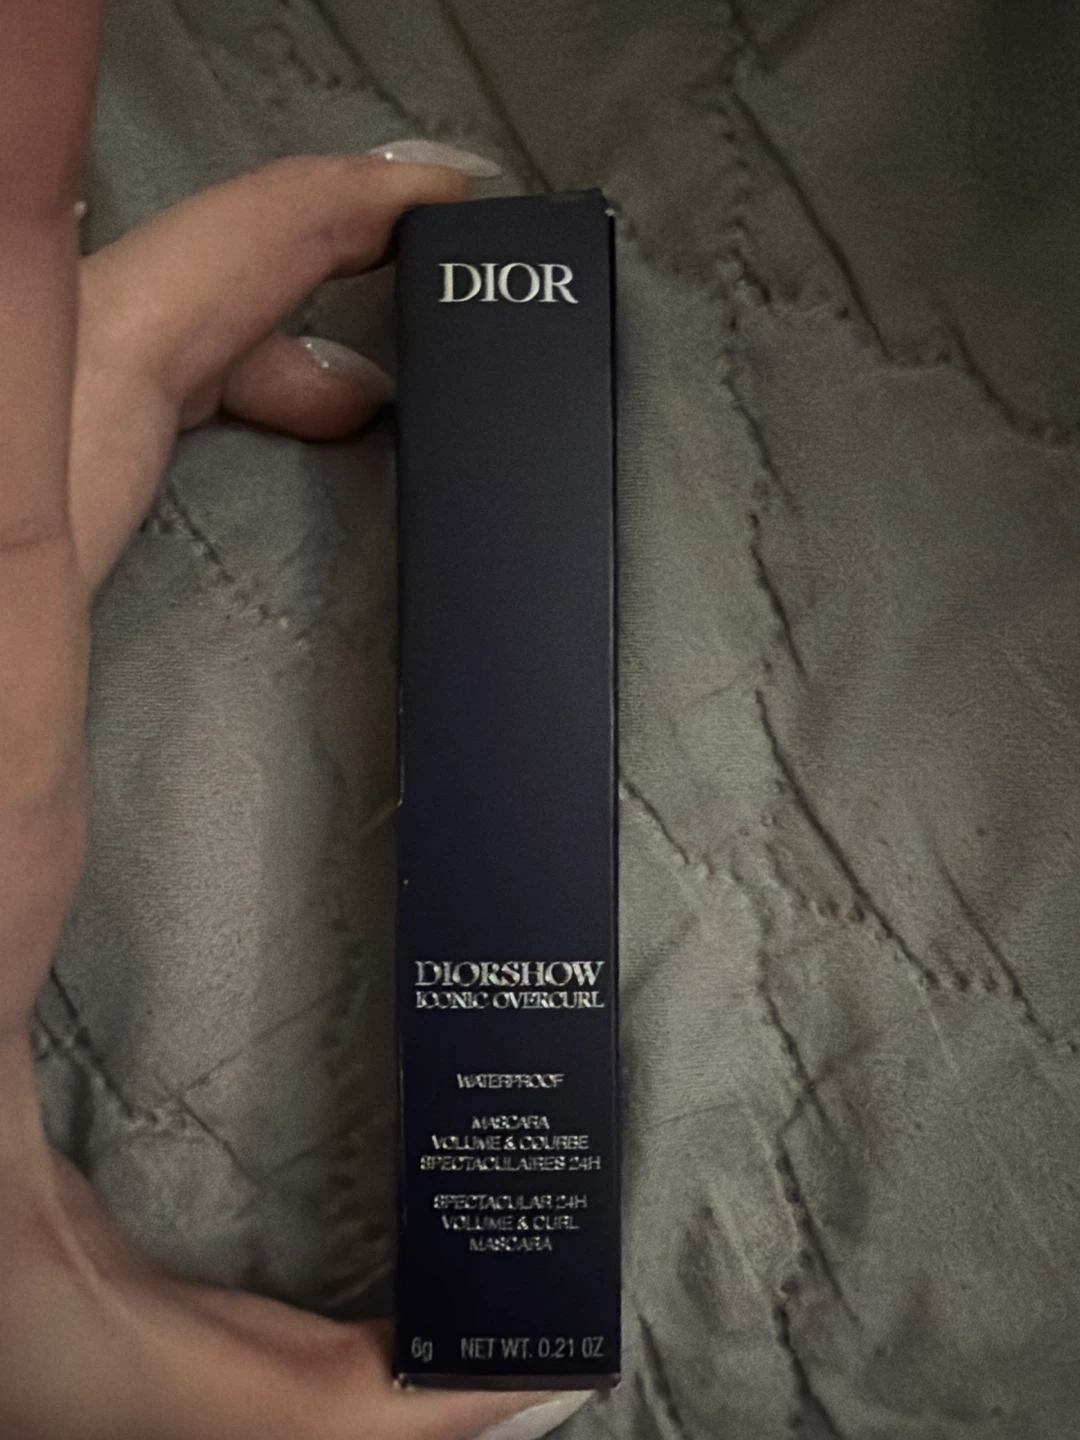 DIOR
DIORSHOW
ICONIC OVERCURL
WATERPROOF
MASCARA
VOLUME & COURBE
SPECTACULAIRES 24H
SPECTACULAR 24H
VOLUME & CURL
MASCARA
6g NET WT. 0.21 OZ